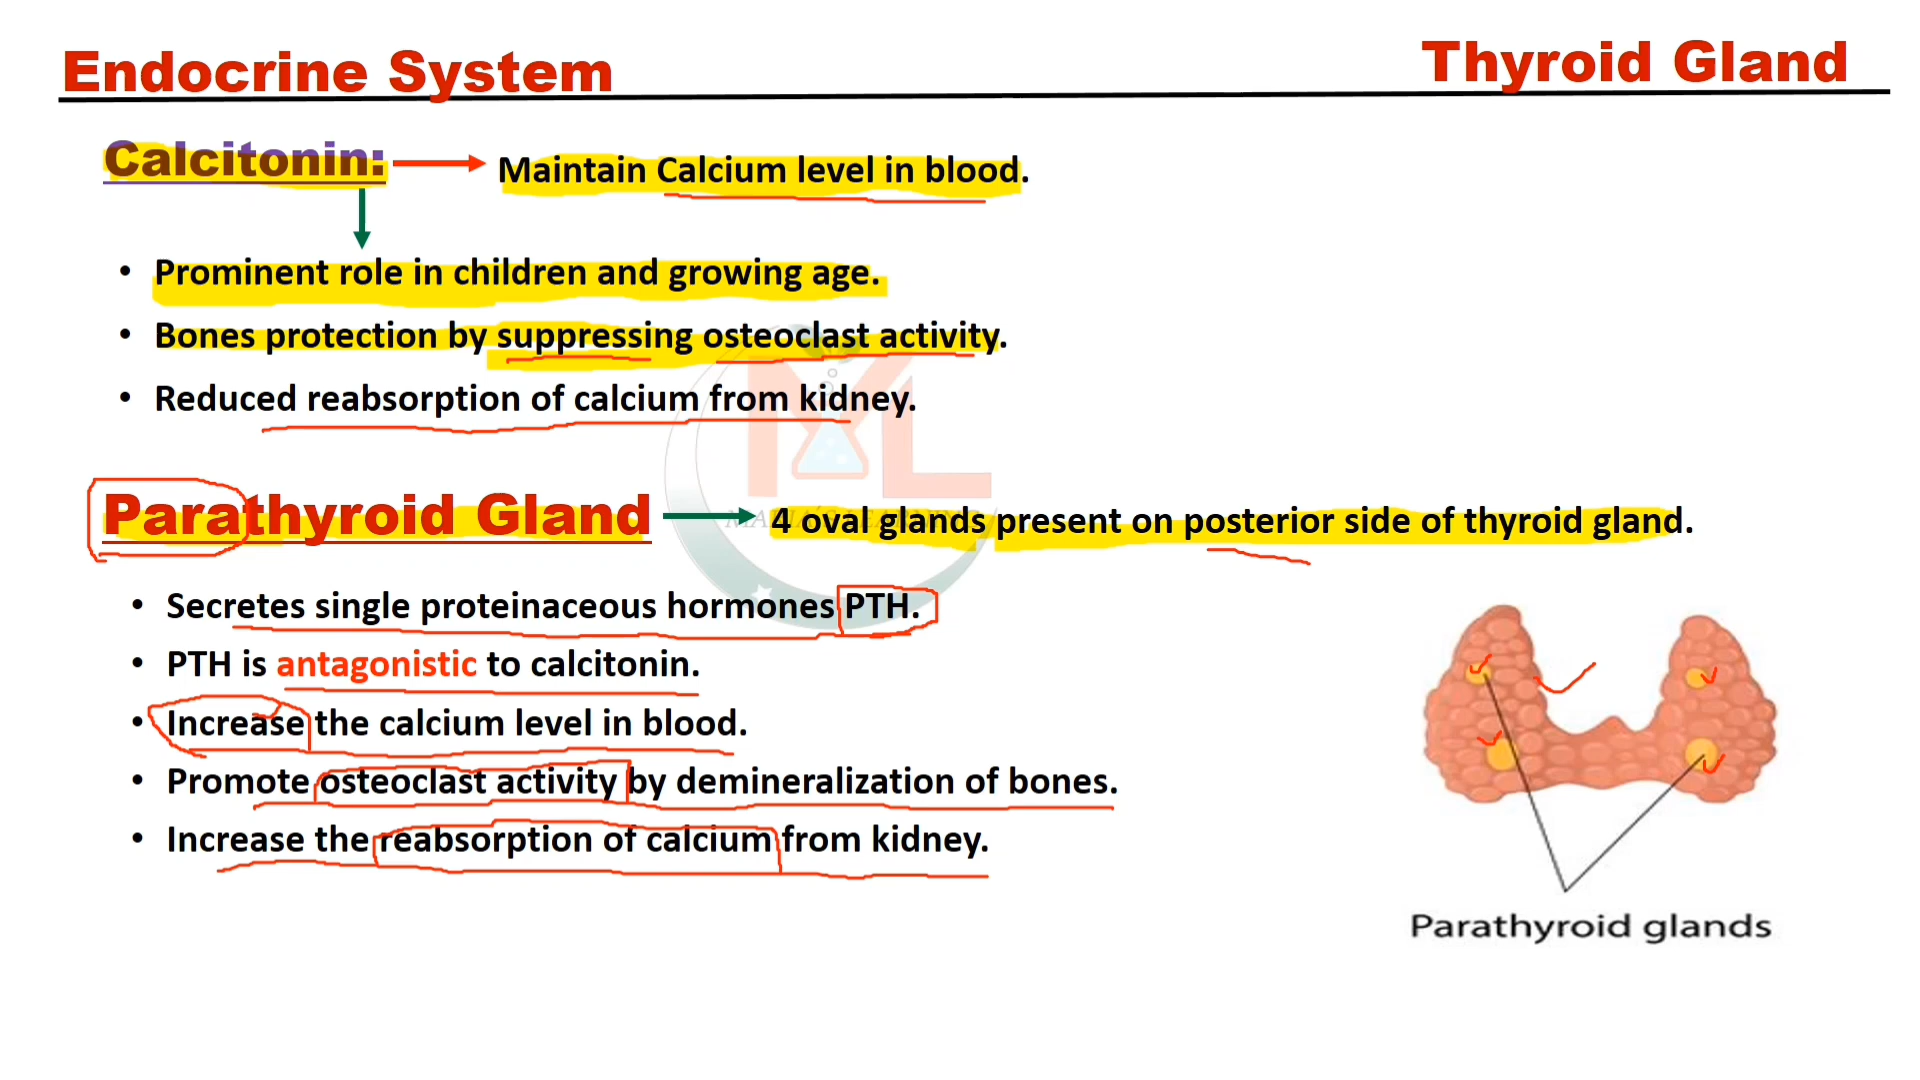 Endocrine System
Thyroid Gland
Calcitonin:
Maintain Calcium level in blood.
• Prominent role in children and growing age.
• Bones protection by suppressing osteoclast activity.
• Reduced reabsorption of calcium from kidney.
Parathyroid Gland
4 oval glands present on posterior side of thyroid gland.
• Secretes single proteinaceous hormones PTH.
• PTH is antagonistic to calcitonin.
• Increase the calcium level in blood.
• Promote osteoclast activity by demineralization of bones.
• Increase the reabsorption of calcium from kidney.
Parathyroid glands
ML